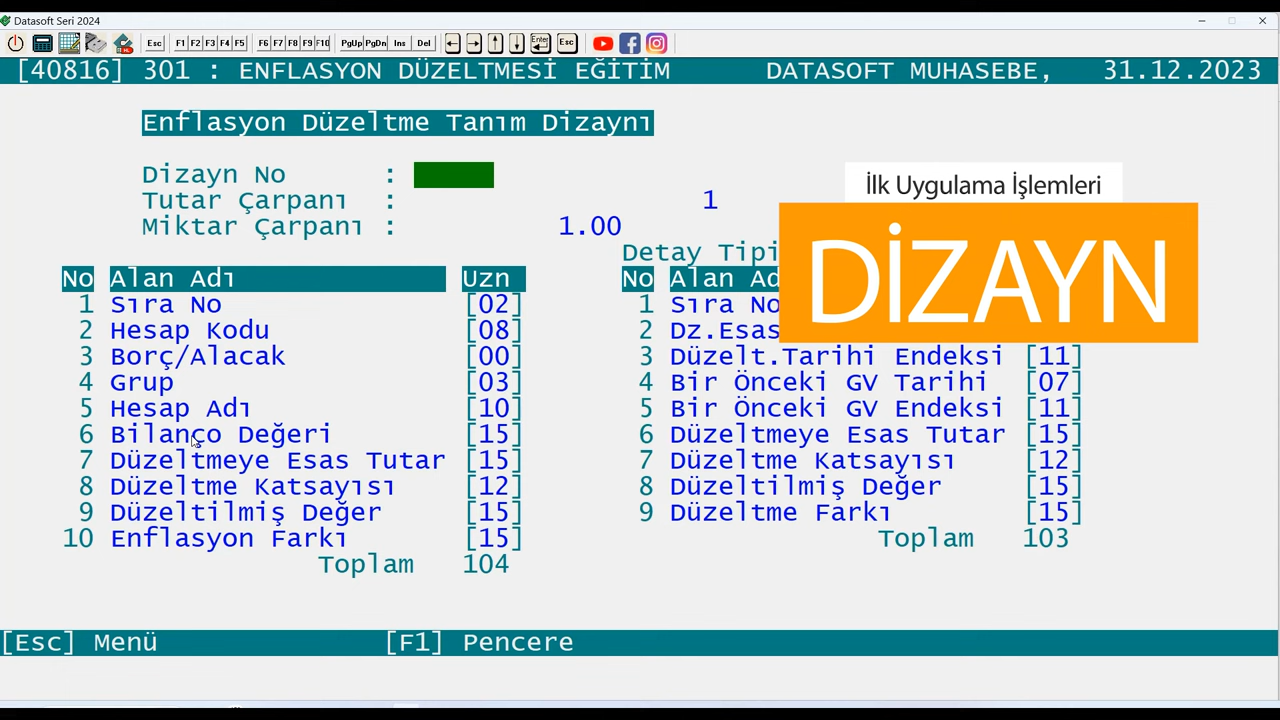 Datasoft Seri 2024
Esc F1 F2 F3 F4 F5 F6 F7 F8 F9 F10 PgUp PgDn Ins Del Enter Esc
[40816] 301 : ENFLASYON DÜZELTMESİ EĞİTİM DATASOFT MUHASEBE, 31.12.2023
Enflasyon Düzeltme Tanım Dizaynı
Dizayn No :
Tutar Çarpanı : 1
Miktar Çarpanı : 1.00
İlk Uygulama İşlemleri
DİZAYN
Detay Tipi
No Alan Adı Uzn
1 Sıra No [02]
2 Hesap Kodu [08]
3 Borç/Alacak [00]
4 Grup [03]
5 Hesap Adı [10]
6 Bilanço Değeri [15]
7 Düzeltmeye Esas Tutar [15]
8 Düzeltme Katsayısı [12]
9 Düzeltilmiş Değer [15]
10 Enflasyon Farkı [15]
Toplam 104
No Alan Ad
1 Sıra No
2 Dz.Esas
3 Düzelt.Tarihi Endeksi [11]
4 Bir Önceki GV Tarihi [07]
5 Bir Önceki GV Endeksi [11]
6 Düzeltmeye Esas Tutar [15]
7 Düzeltme Katsayısı [12]
8 Düzeltilmiş Değer [15]
9 Düzeltme Farkı [15]
Toplam 103
[Esc] Menü [F1] Pencere